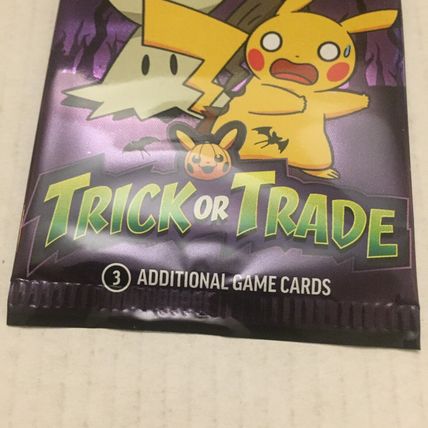 TRICK OR TRADE
3 ADDITIONAL GAME CARDS